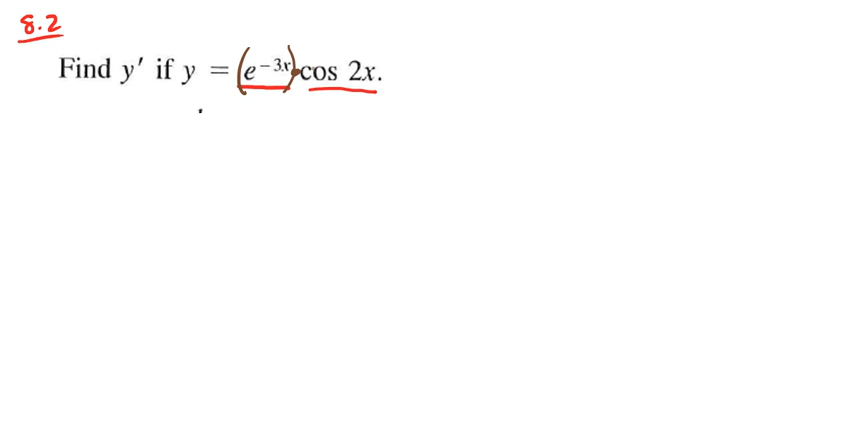 8.2
Find y′ if y = (e⁻³ˣ)·cos 2x.